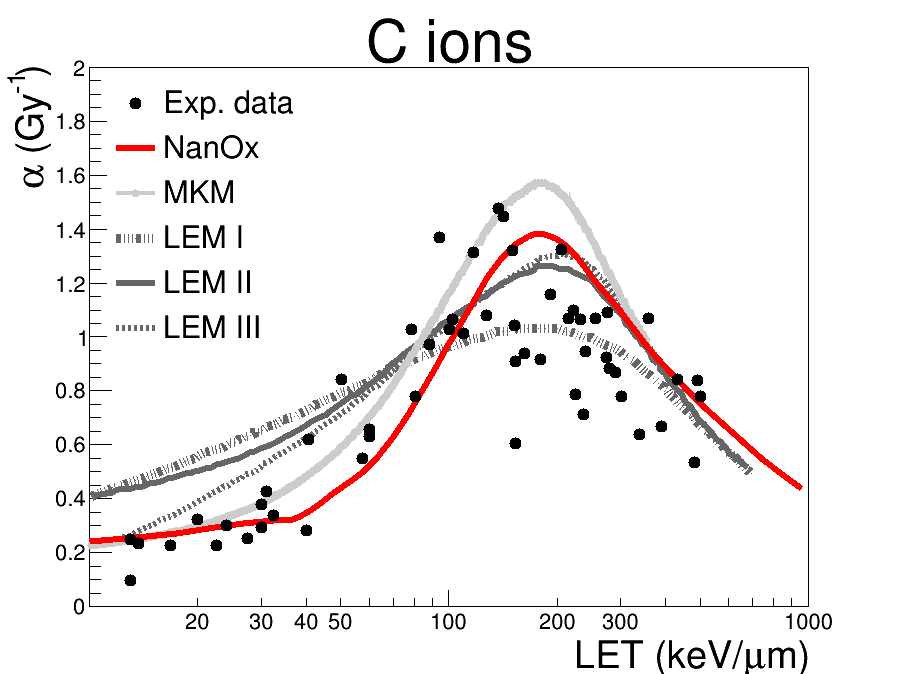 C ions
α (Gy⁻¹)
2
1.8
1.6
1.4
1.2
1
0.8
0.6
0.4
0.2
0
Exp. data
NanOx
MKM
LEM I
LEM II
LEM III
20 30 40 50 100 200 300 1000
LET (keV/μm)